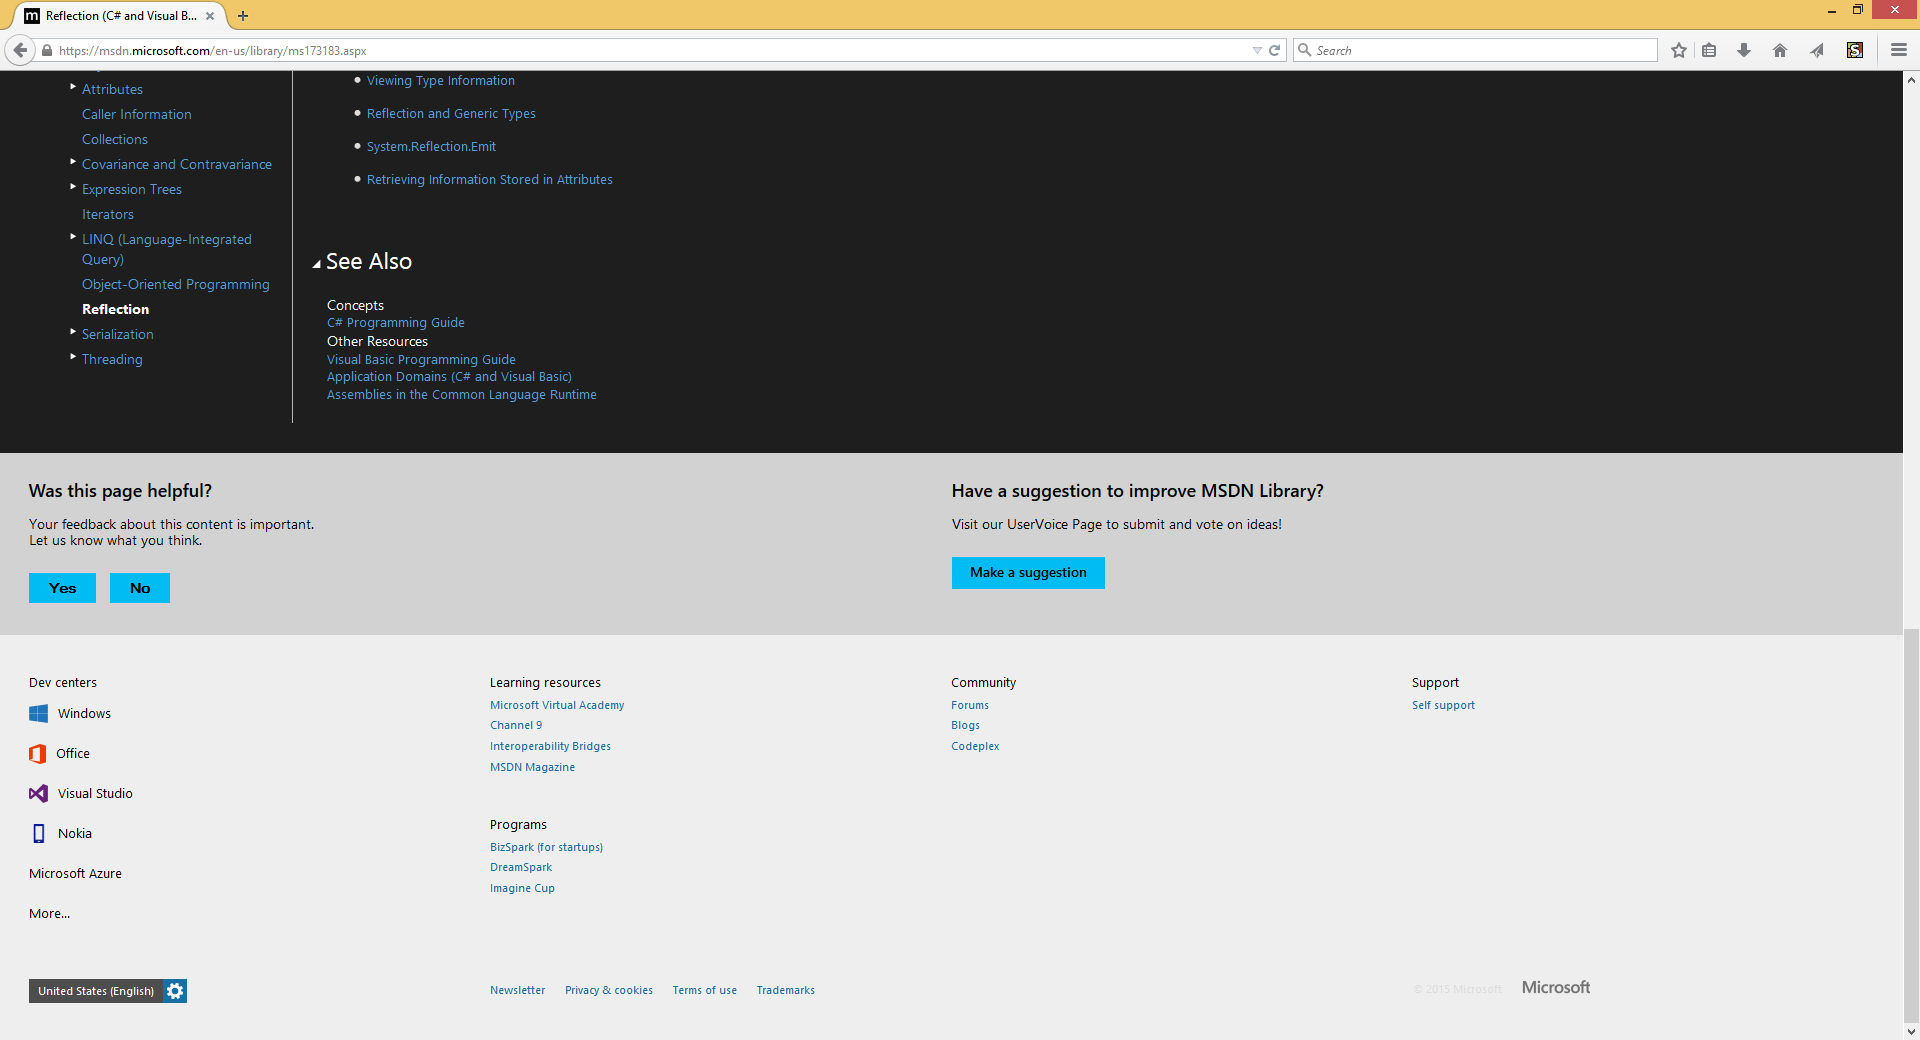 m Reflection (C# and Visual B...
https://msdn.microsoft.com/en-us/library/ms173183.aspx
Search
S
Attributes
Caller Information
Collections
Covariance and Contravariance
Expression Trees
Iterators
LINQ (Language-Integrated
Query)
Object-Oriented Programming
Reflection
Serialization
Threading
Viewing Type Information
Reflection and Generic Types
System.Reflection.Emit
Retrieving Information Stored in Attributes
See Also
Concepts
C# Programming Guide
Other Resources
Visual Basic Programming Guide
Application Domains (C# and Visual Basic)
Assemblies in the Common Language Runtime
Was this page helpful?
Your feedback about this content is important.
Let us know what you think.
Yes No
Have a suggestion to improve MSDN Library?
Visit our UserVoice Page to submit and vote on ideas!
Make a suggestion
Dev centers
Windows
Office
Visual Studio
Nokia
Microsoft Azure
More...
Learning resources
Microsoft Virtual Academy
Channel 9
Interoperability Bridges
MSDN Magazine
Programs
BizSpark (for startups)
DreamSpark
Imagine Cup
Community
Forums
Blogs
Codeplex
Support
Self support
United States (English)
Newsletter Privacy & cookies Terms of use Trademarks
© 2015 Microsoft Microsoft